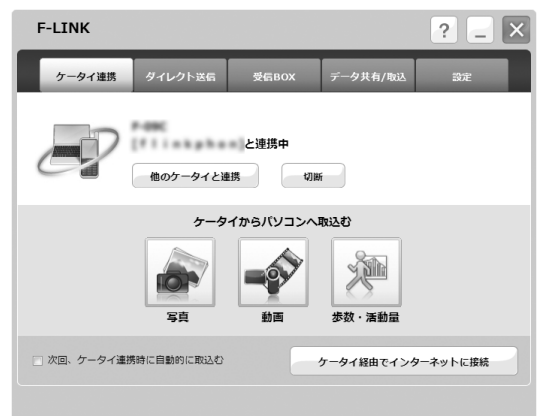 F-LINK
ケータイ連携 ダイレクト送信 受信BOX データ共有/取込 設定
と連携中
他のケータイと連携 切断
ケータイからパソコンへ取込む
写真 動画 歩数・活動量
次回、ケータイ連携時に自動的に取込む ケータイ経由でインターネットに接続